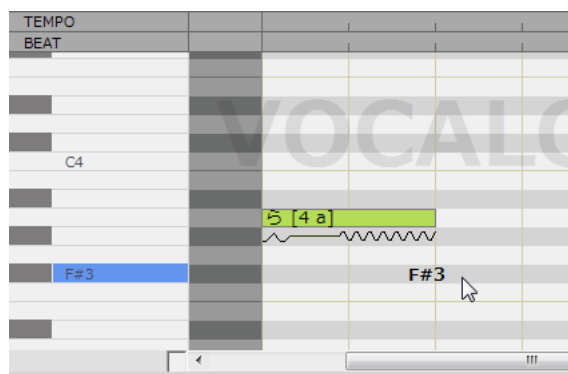 TEMPO
BEAT
VOCALO
C4
ら [4 a]
F#3
F#3